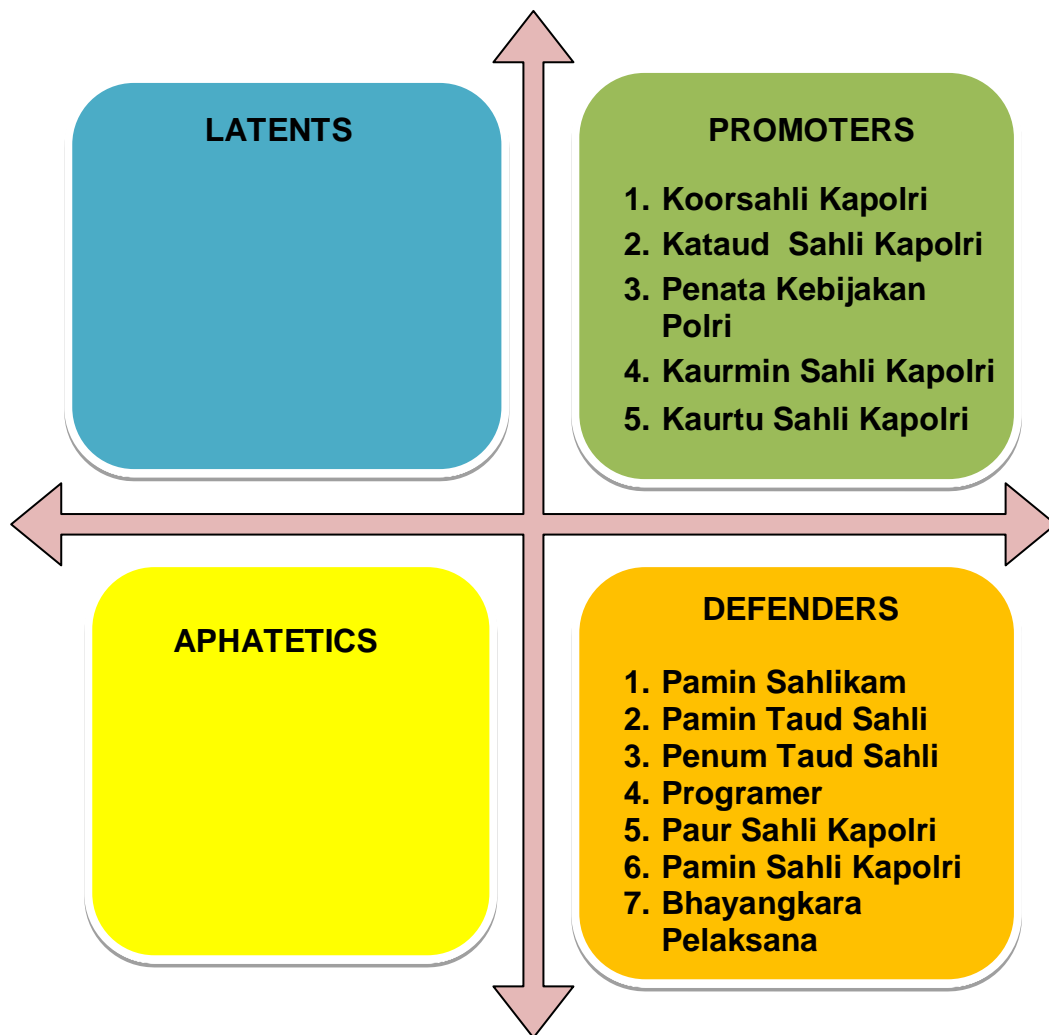 LATENTS
PROMOTERS
1. Koorsahli Kapolri
2. Kataud Sahli Kapolri
3. Penata Kebijakan
Polri
4. Kaurmin Sahli Kapolri
5. Kaurtu Sahli Kapolri
APHATETICS
DEFENDERS
1. Pamin Sahlikam
2. Pamin Taud Sahli
3. Penum Taud Sahli
4. Programer
5. Paur Sahli Kapolri
6. Pamin Sahli Kapolri
7. Bhayangkara
Pelaksana